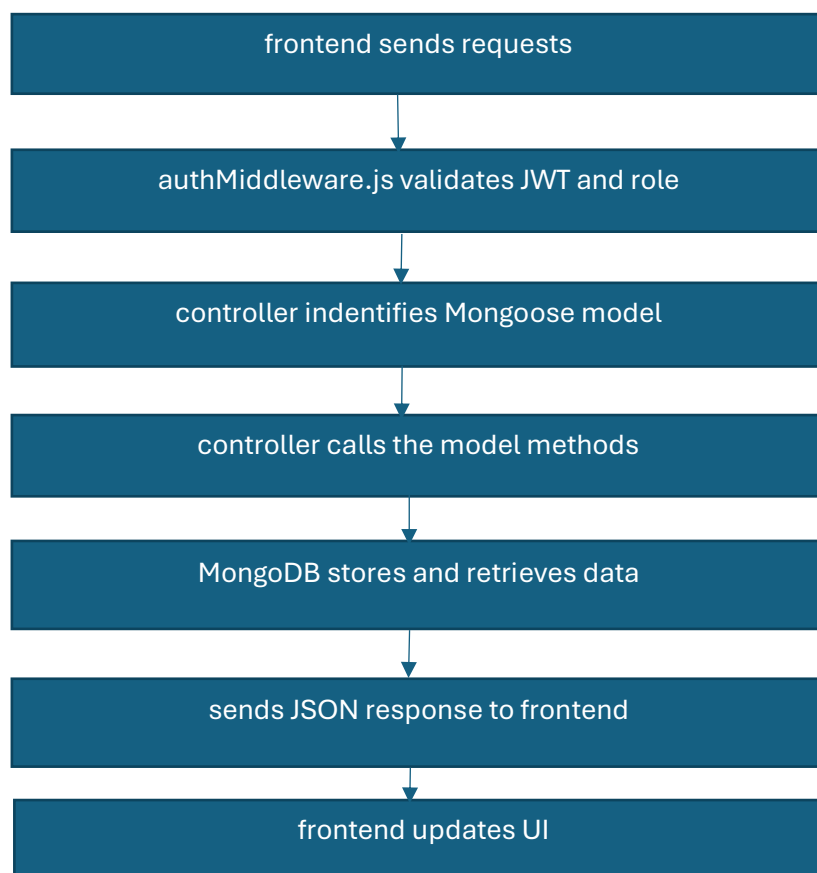 frontend sends requests
authMiddleware.js validates JWT and role
controller indentifies Mongoose model
controller calls the model methods
MongoDB stores and retrieves data
sends JSON response to frontend
frontend updates UI